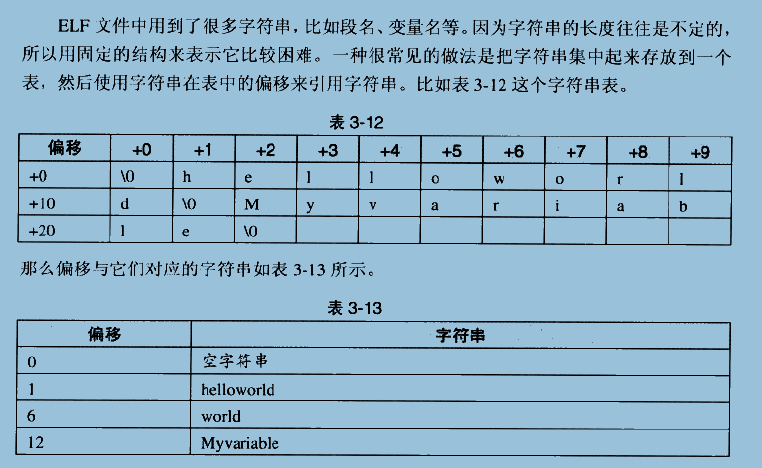 ELF 文件中用到了很多字符串，比如段名、变量名等。因为字符串的长度往往是不定的，
所以用固定的结构来表示它比较困难。一种很常见的做法是把字符串集中起来存放到一个
表，然后使用字符串在表中的偏移来引用字符串。比如表 3-12 这个字符串表。
表 3-12
偏移 +0 +1 +2 +3 +4 +5 +6 +7 +8 +9
+0 \0 h e l l o w o r l
+10 d \0 M y v a r i a b
+20 l e \0
那么偏移与它们对应的字符串如表 3-13 所示。
表 3-13
偏移 字符串
0 空字符串
1 helloworld
6 world
12 Myvariable